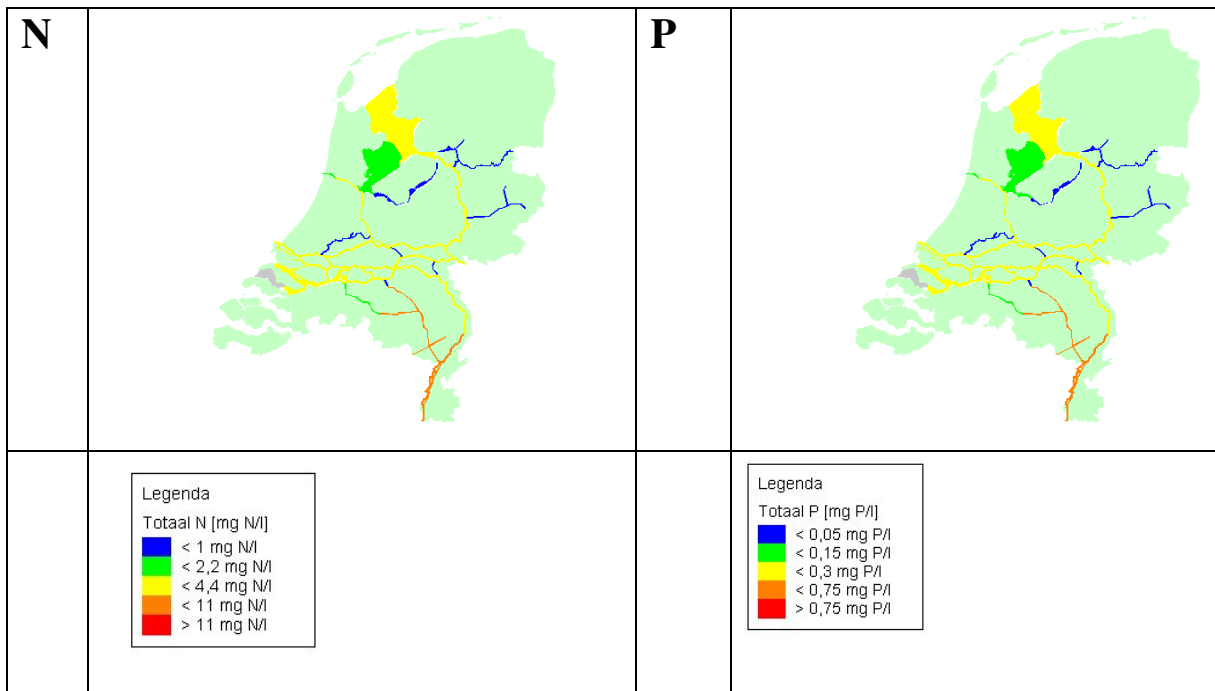 N
P
Legenda
Totaal N [mg N/l]
< 1 mg N/l
< 2,2 mg N/l
< 4,4 mg N/l
< 11 mg N/l
> 11 mg N/l
Legenda
Totaal P [mg P/l]
< 0,05 mg P/l
< 0,15 mg P/l
< 0,3 mg P/l
< 0,75 mg P/l
> 0,75 mg P/l